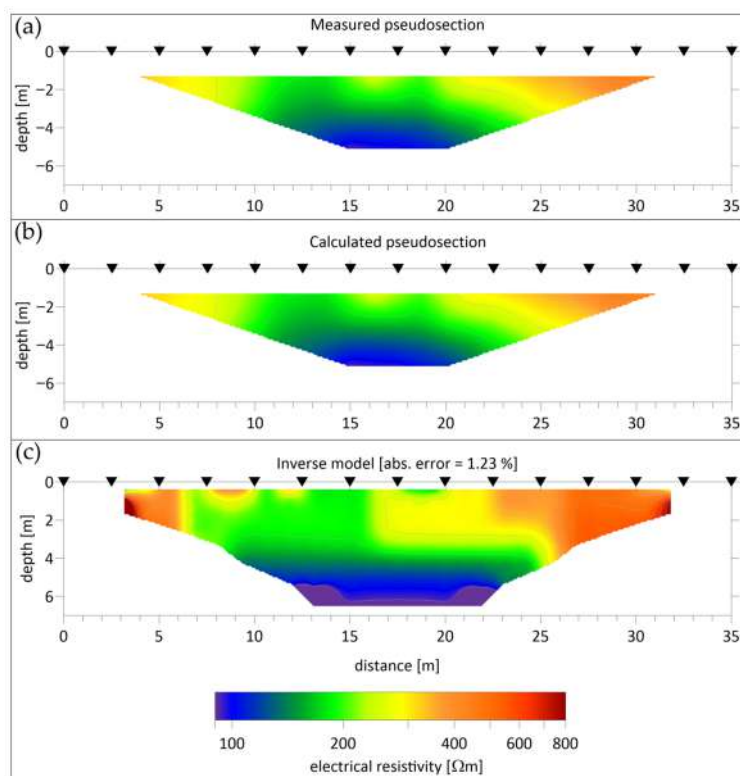 (a)
Measured pseudosection
0
−2
−4
−6
depth [m]
0 5 10 15 20 25 30 35
(b)
Calculated pseudosection
0
−2
−4
−6
depth [m]
0 5 10 15 20 25 30 35
(c)
Inverse model [abs. error = 1.23 %]
0
2
4
6
depth [m]
0 5 10 15 20 25 30 35
distance [m]
100 200 400 600 800
electrical resistivity [Ωm]